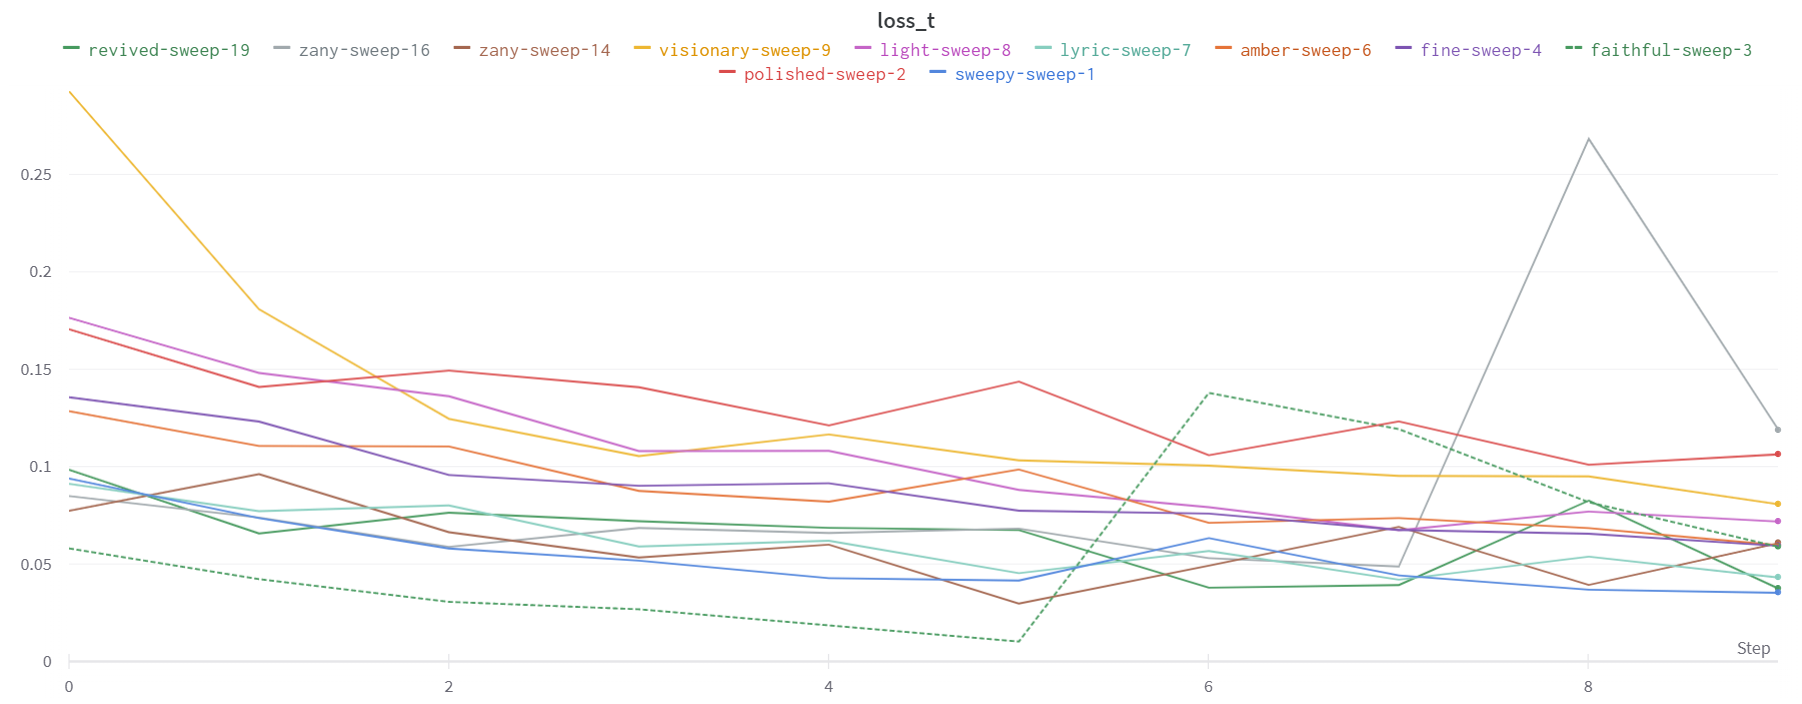 loss_t
revived-sweep-19 zany-sweep-16 zany-sweep-14 visionary-sweep-9 light-sweep-8 lyric-sweep-7 amber-sweep-6 fine-sweep-4 faithful-sweep-3
polished-sweep-2 sweepy-sweep-1
0.25
0.2
0.15
0.1
0.05
0
Step
0 2 4 6 8